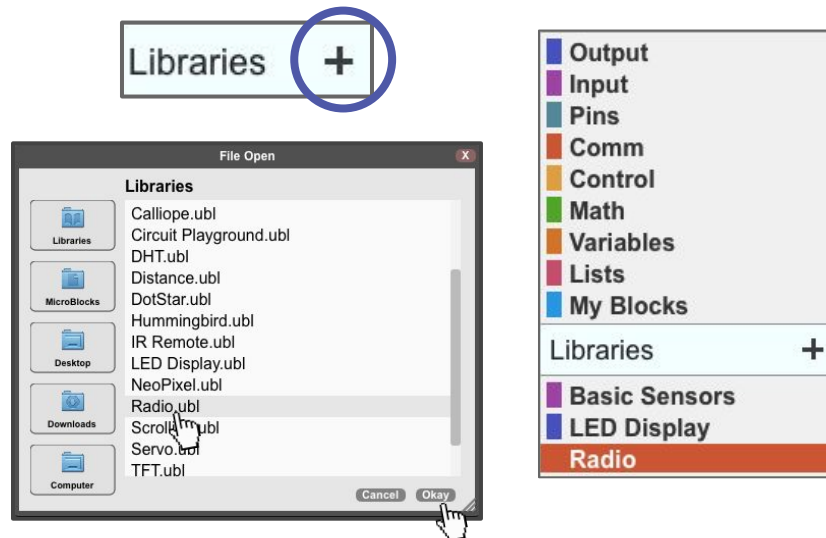 Libraries +
File Open
X
Libraries
Libraries
MicroBlocks
Desktop
Downloads
Computer
Calliope.ubl
Circuit Playground.ubl
DHT.ubl
Distance.ubl
DotStar.ubl
Hummingbird.ubl
IR Remote.ubl
LED Display.ubl
NeoPixel.ubl
Radio.ubl
Servo.ubl
TFT.ubl
Cancel Okay
Output
Input
Pins
Comm
Control
Math
Variables
Lists
My Blocks
Libraries +
Basic Sensors
LED Display
Radio